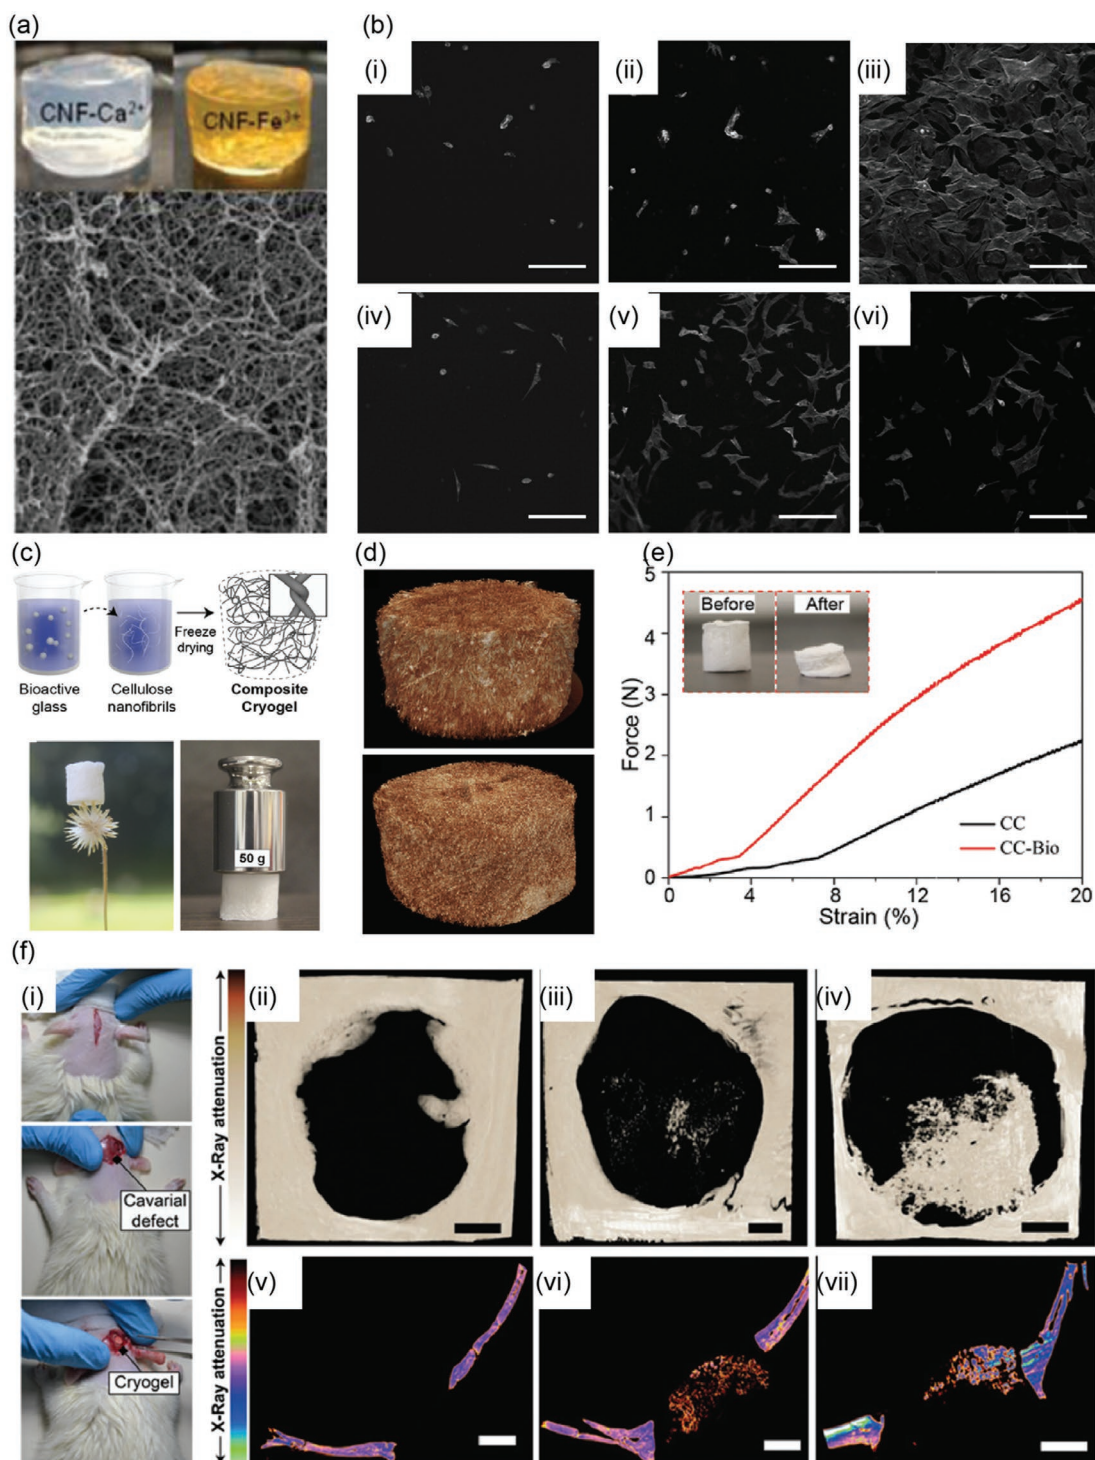 (a)
CNF-Ca²⁺
CNF-Fe³⁺
(b)
(i)
(ii)
(iii)
(iv)
(v)
(vi)
(c)
Bioactive
glass
Cellulose
nanofibrils
Freeze
drying
Composite
Cryogel
50 g
(d)
(e)
5
4
3
2
1
0
Force (N)
Before
After
CC
CC-Bio
0
4
8
12
16
20
Strain (%)
(f)
(i)
Cavarial
defect
Cryogel
X-Ray attenuation
(ii)
(iii)
(iv)
X-Ray attenuation
(v)
(vi)
(vii)